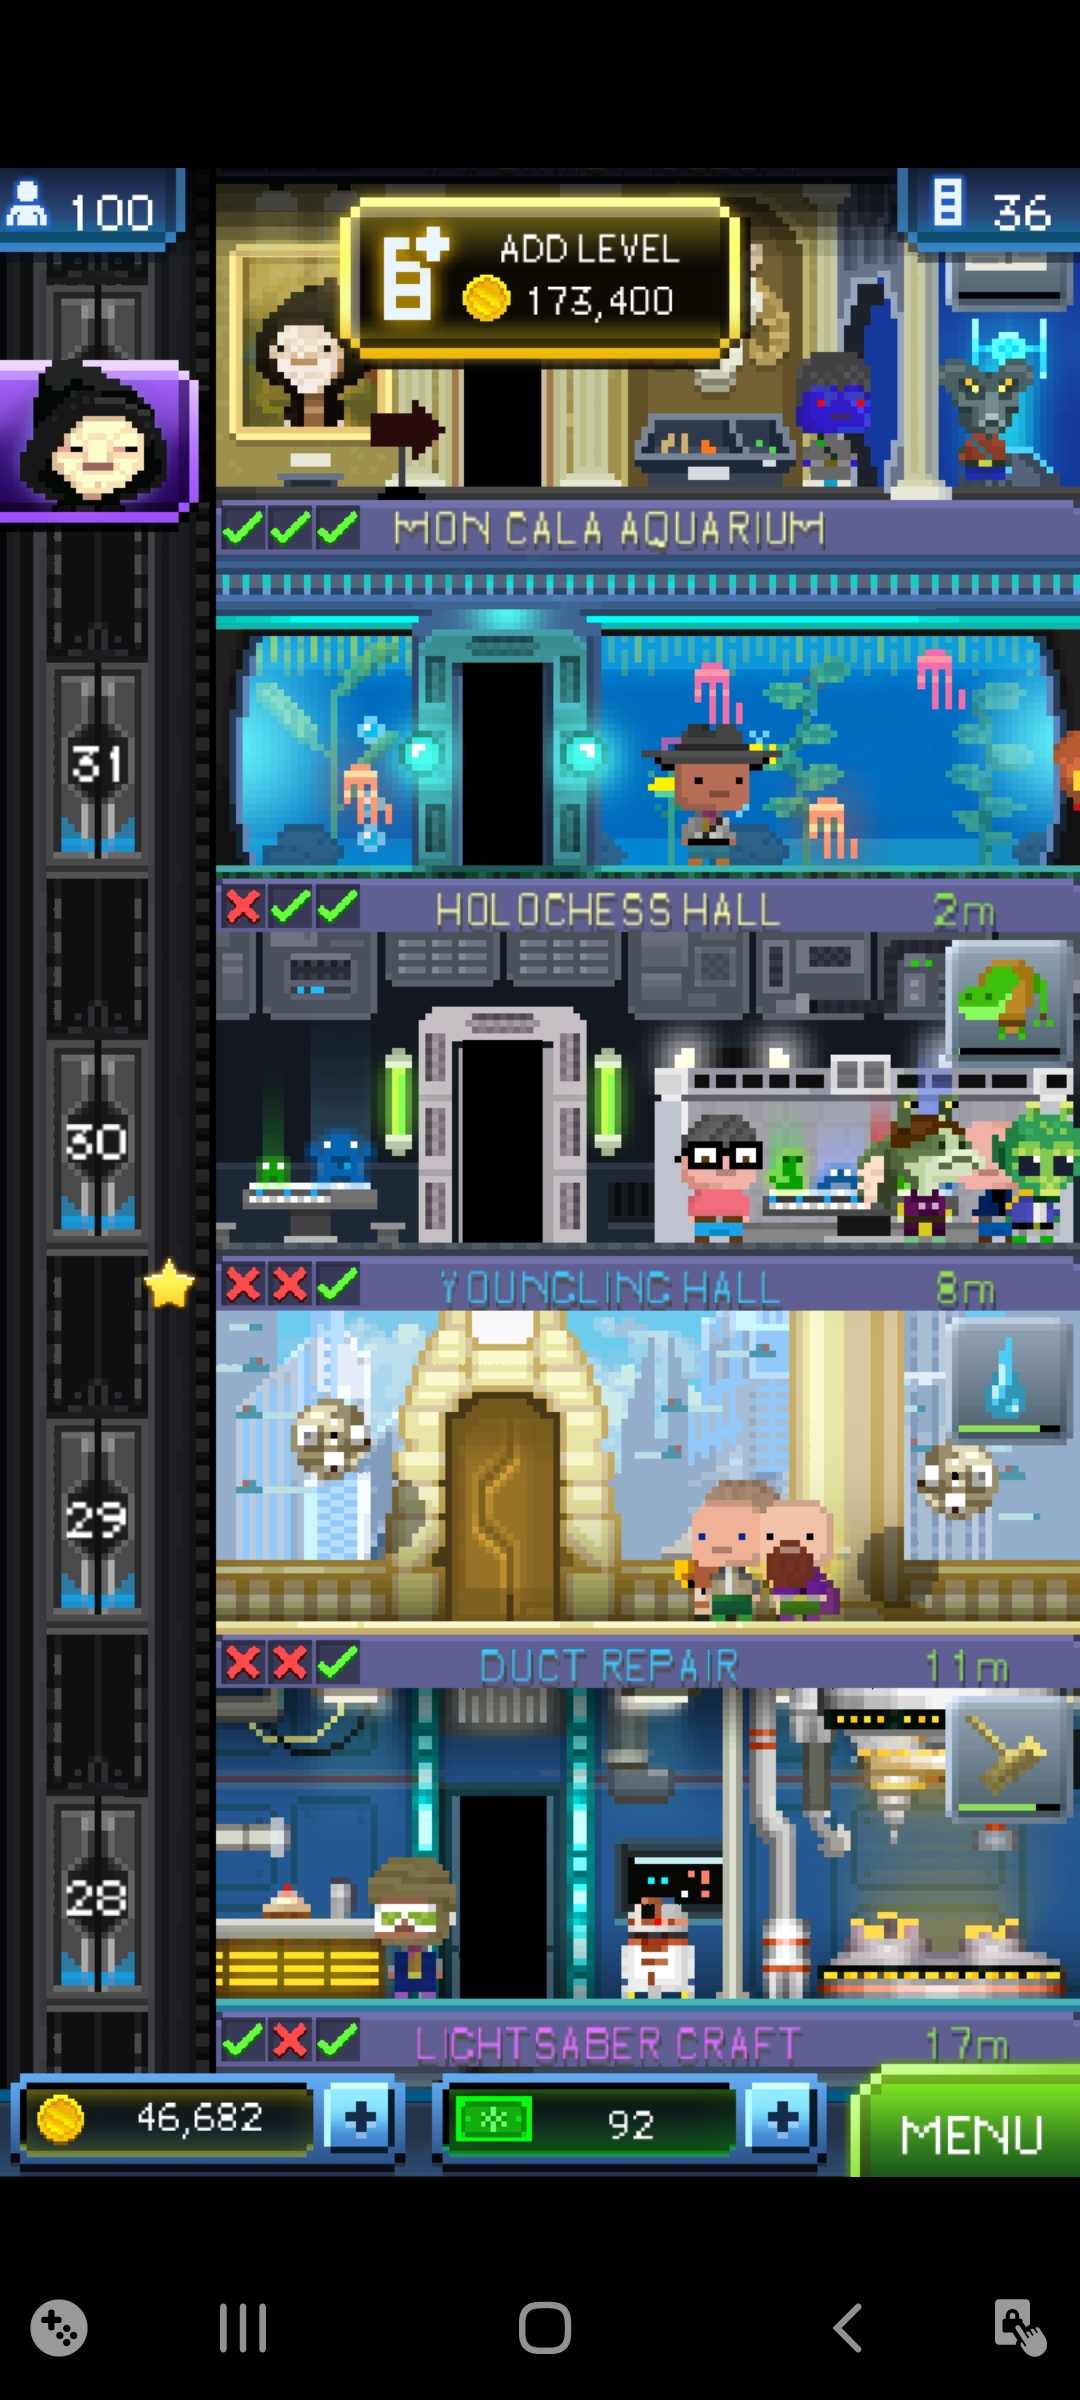 100
36
ADD LEVEL
173,400
MON CALA AQUARIUM
31
HOLOCHESS HALL 2m
30
YOUNGLING HALL 8m
29
DUCT REPAIR 11m
28
LIGHTSABER CRAFT 17m
46,682
92
MENU